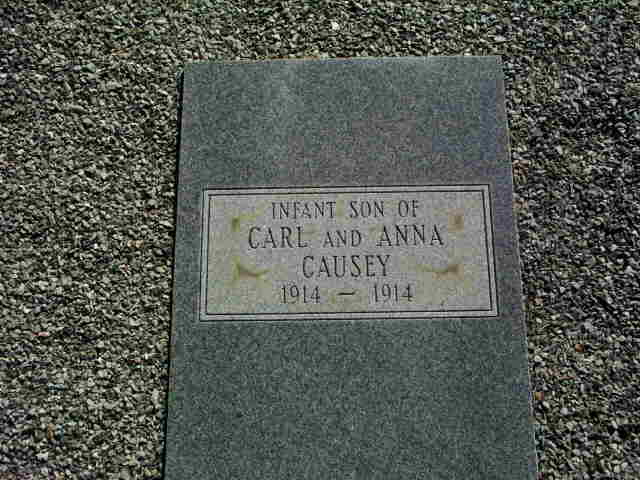 INFANT SON OF
CARL AND ANNA
CAUSEY
1914 — 1914